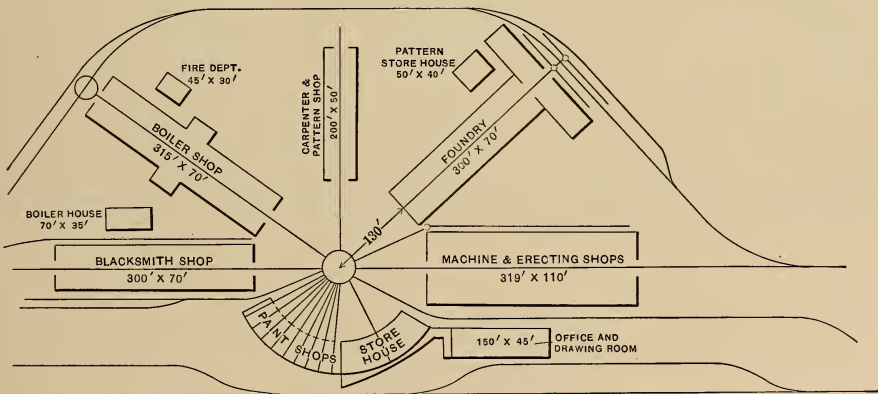 FIRE DEPT.
45' X 30'
PATTERN
STORE HOUSE
50' X 40'
CARPENTER &
PATTERN SHOP
200' X 50'
BOILER SHOP
315' X 70'
FOUNDRY
300' X 70'
BOILER HOUSE
70' X 35'
130'
BLACKSMITH SHOP
300' X 70'
MACHINE & ERECTING SHOPS
319' X 110'
PAINT SHOPS
STORE
HOUSE
150' X 45'
OFFICE AND
DRAWING ROOM